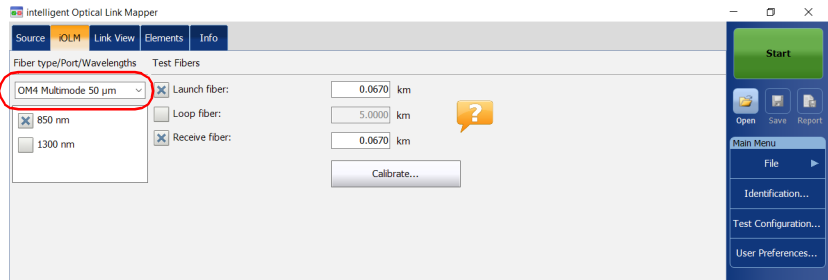 intelligent Optical Link Mapper
Source iOLM Link View Elements Info
Fiber type/Port/Wavelengths Test Fibers
OM4 Multimode 50 µm
Launch fiber: 0.0670 km
850 nm
Loop fiber: 5.0000 km
1300 nm
Receive fiber: 0.0670 km
Calibrate...
?
Start
Open Save Report
Main Menu
File
Identification...
Test Configuration...
User Preferences...